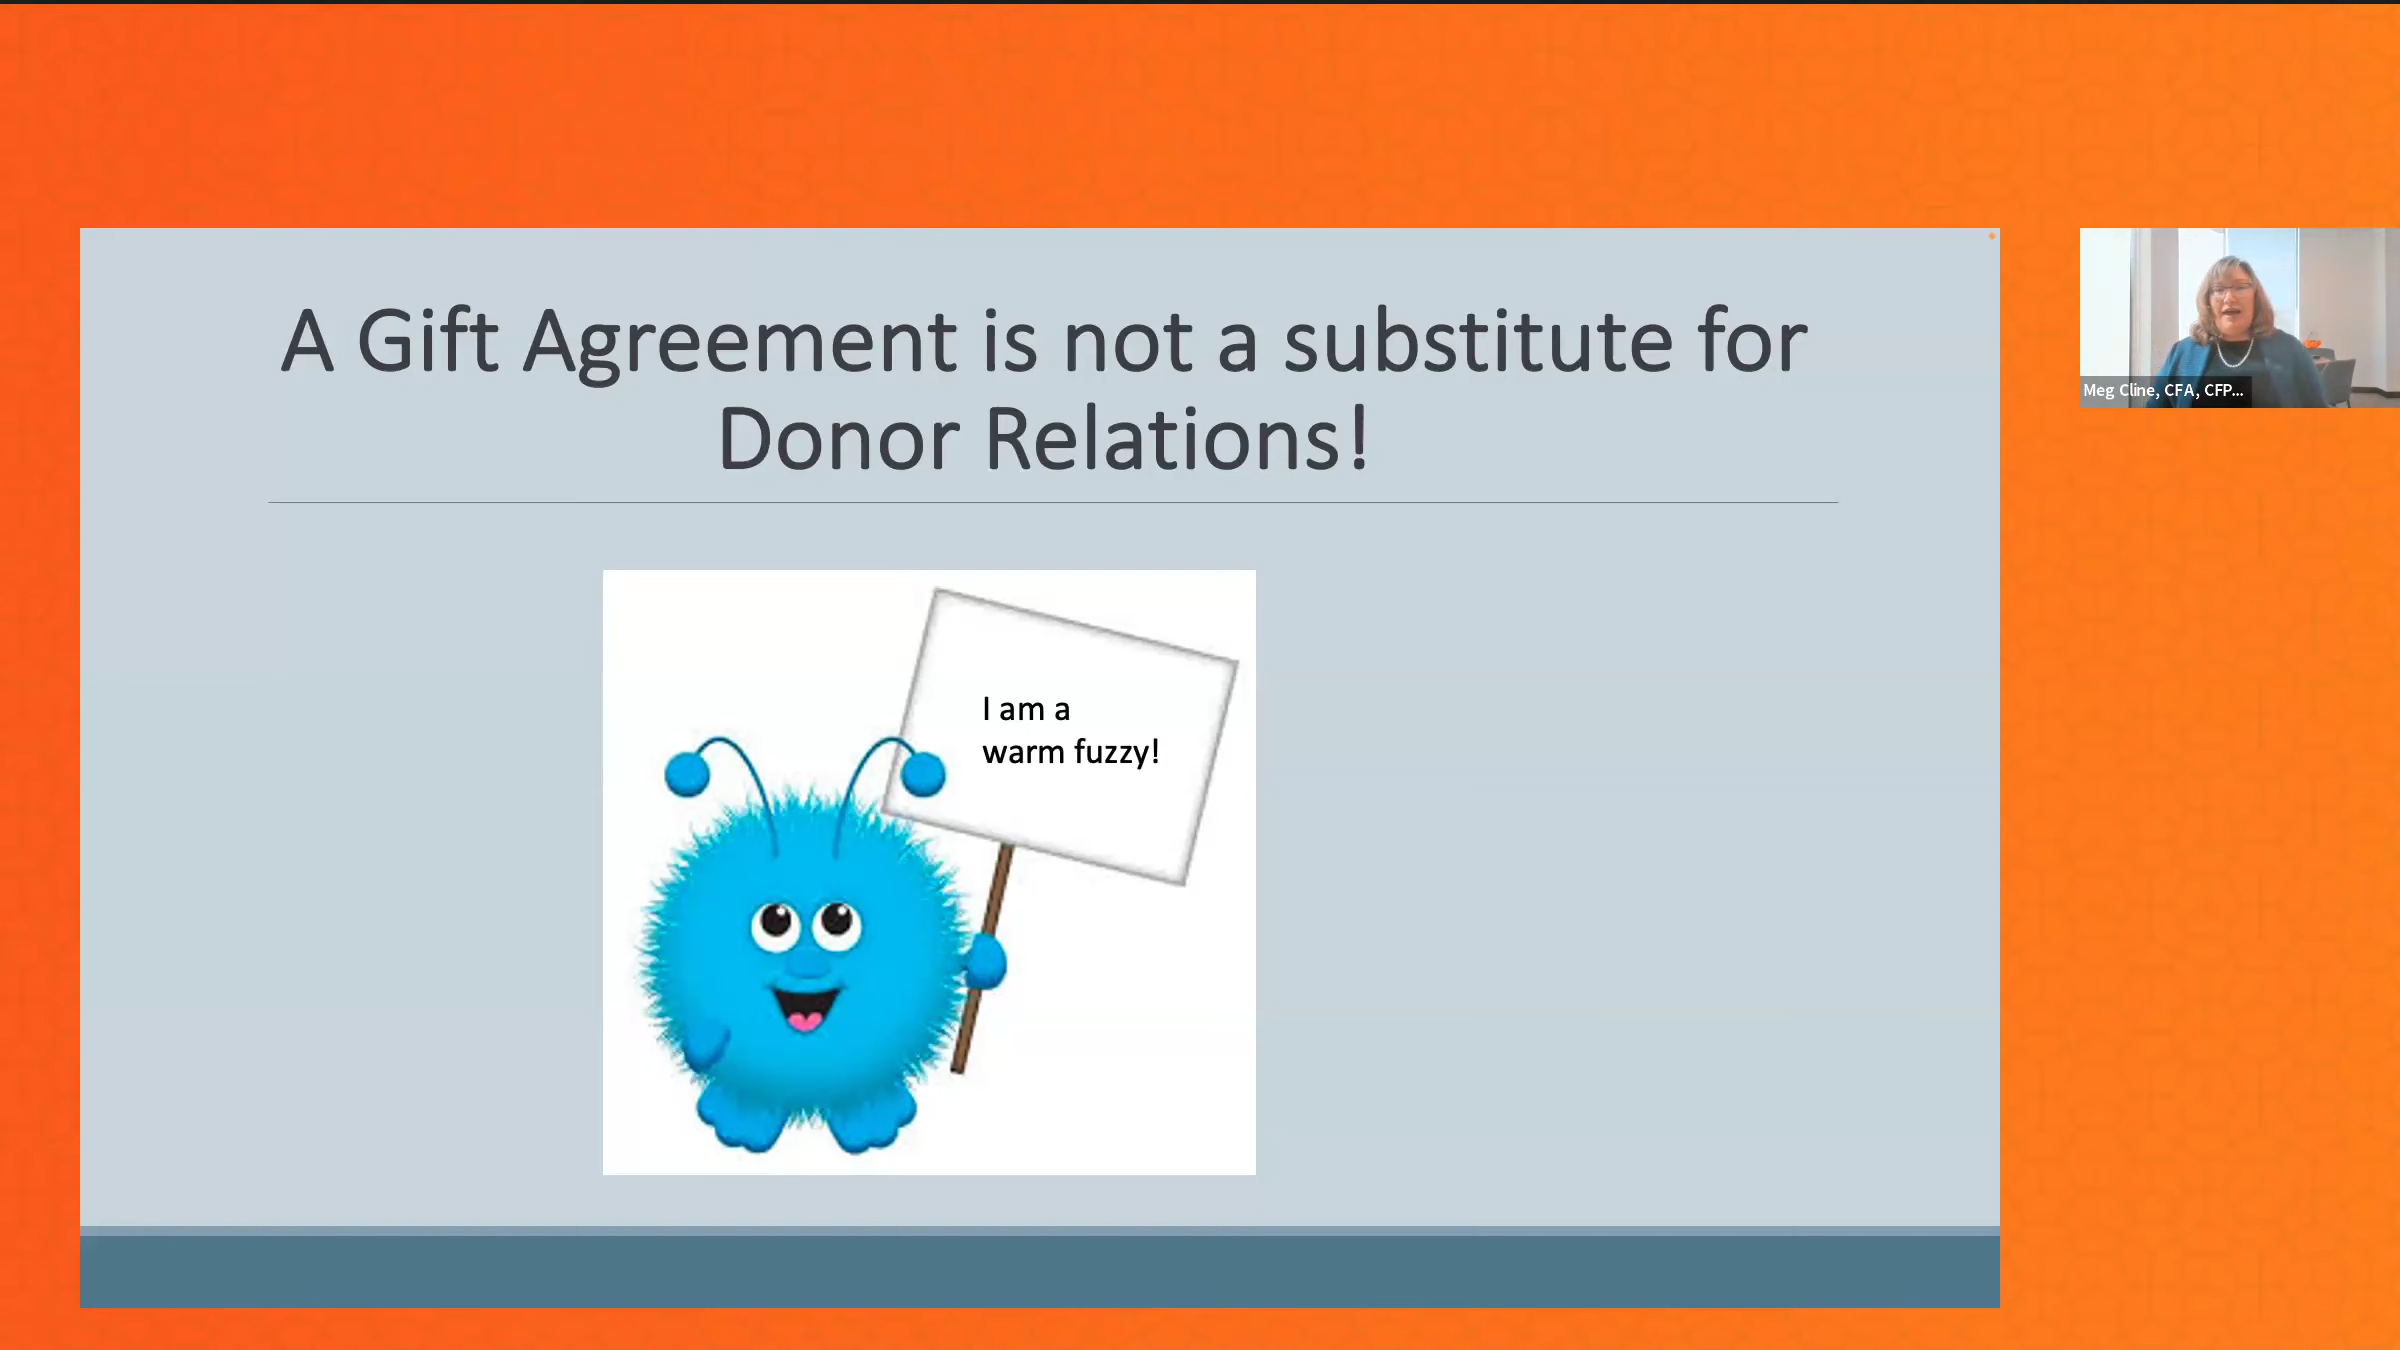 A Gift Agreement is not a substitute for
Donor Relations!
I am a
warm fuzzy!
Meg Cline, CFA, CFP...